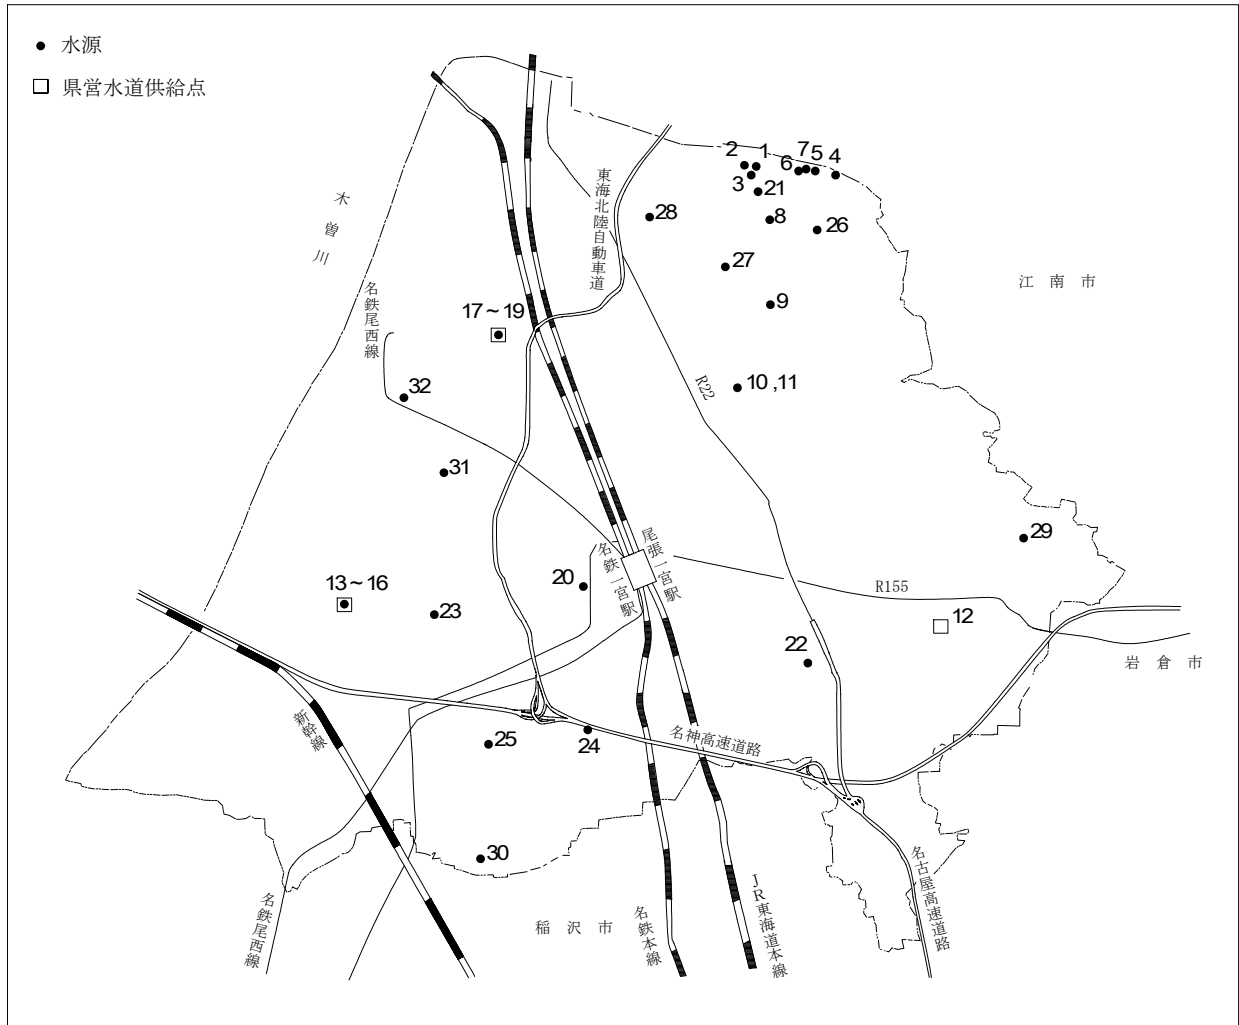 水源
県営水道供給点
木曽川
東海北陸自動車道
名鉄尾西線
2
1
7
5
4
6
3
21
28
8
26
27
江南市
9
17～19
32
10 ,11
R22
31
29
尾張一宮駅
名鉄一宮駅
20
13～16
23
R155
12
22
岩倉市
新幹線
25
24
名神高速道路
30
名鉄尾西線
稲沢市
名鉄本線
JR東海道本線
名古屋高速道路